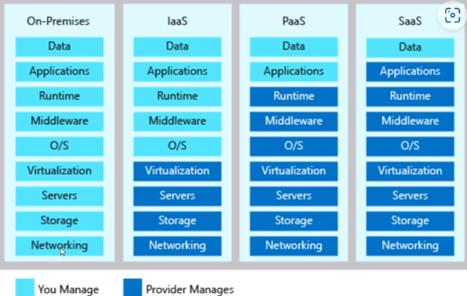 On-Premises IaaS PaaS SaaS
Data Data Data Data
Applications Applications Applications Applications
Runtime Runtime Runtime Runtime
Middleware Middleware Middleware Middleware
O/S O/S O/S O/S
Virtualization Virtualization Virtualization Virtualization
Servers Servers Servers Servers
Storage Storage Storage Storage
Networking Networking Networking Networking
You Manage Provider Manages